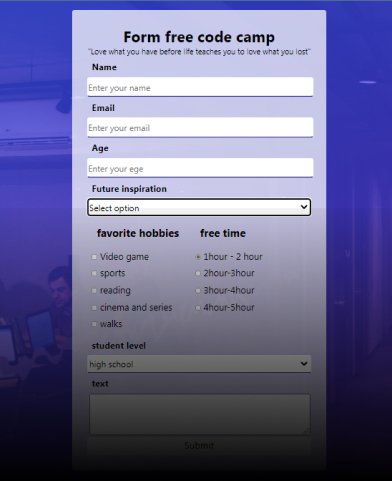 Form free code camp
"Love what you have before life teaches you to love what you lost"
Name
Enter your name
Email
Enter your email
Age
Enter your ege
Future inspiration
Select option
favorite hobbies free time
Video game 1hour - 2 hour
sports 2hour-3hour
reading 3hour-4hour
cinema and series 4hour-5hour
walks
student level
high school
text
Submit